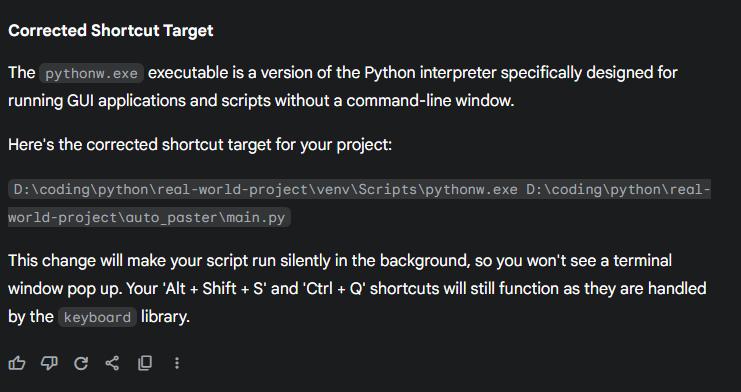 Corrected Shortcut Target
The pythonw.exe executable is a version of the Python interpreter specifically designed for
running GUI applications and scripts without a command-line window.
Here's the corrected shortcut target for your project:
D:\coding\python\real-world-project\venv\Scripts\pythonw.exe D:\coding\python\real-
world-project\auto_paster\main.py
This change will make your script run silently in the background, so you won't see a terminal
window pop up. Your 'Alt + Shift + S' and 'Ctrl + Q' shortcuts will still function as they are handled
by the keyboard library.